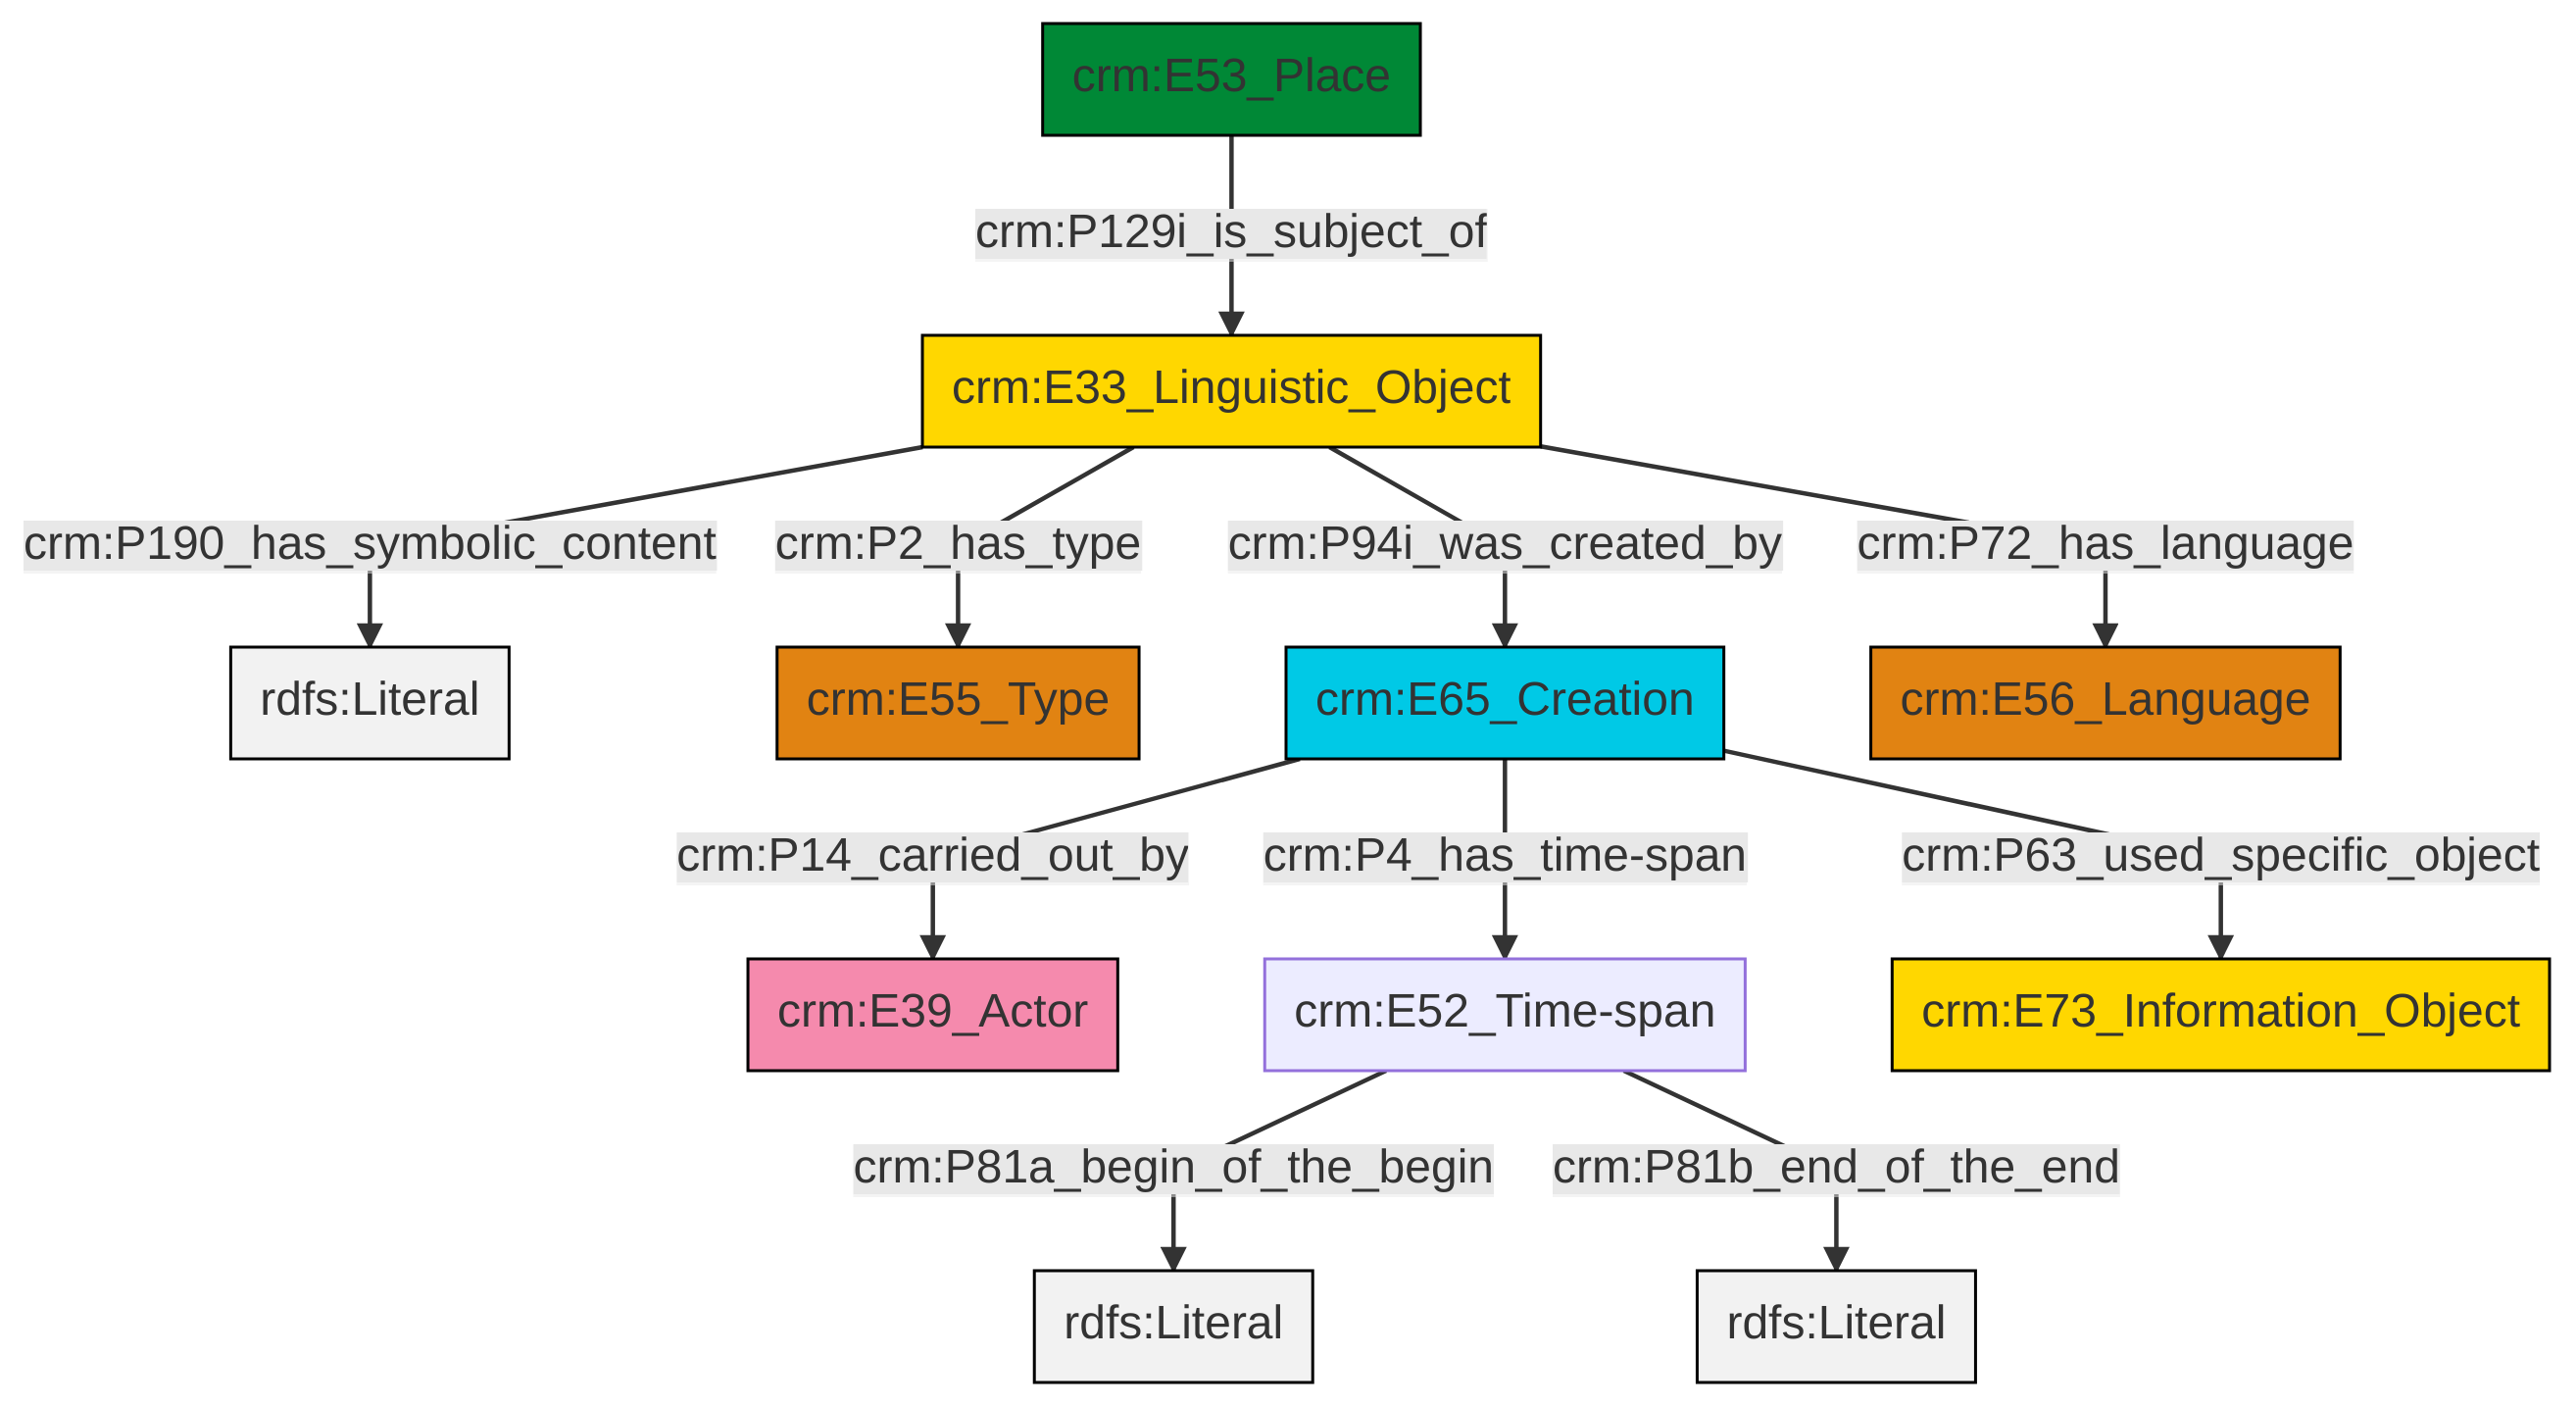 crm:E53_Place
crm:P129i_is_subject_of
crm:E33_Linguistic_Object
crm:P190_has_symbolic_content
crm:P2_has_type
crm:P94i_was_created_by
crm:P72_has_language
rdfs:Literal
crm:E55_Type
crm:E65_Creation
crm:E56_Language
crm:P14_carried_out_by
crm:P4_has_time-span
crm:P63_used_specific_object
crm:E39_Actor
crm:E52_Time-span
crm:E73_Information_Object
crm:P81a_begin_of_the_begin
crm:P81b_end_of_the_end
rdfs:Literal
rdfs:Literal